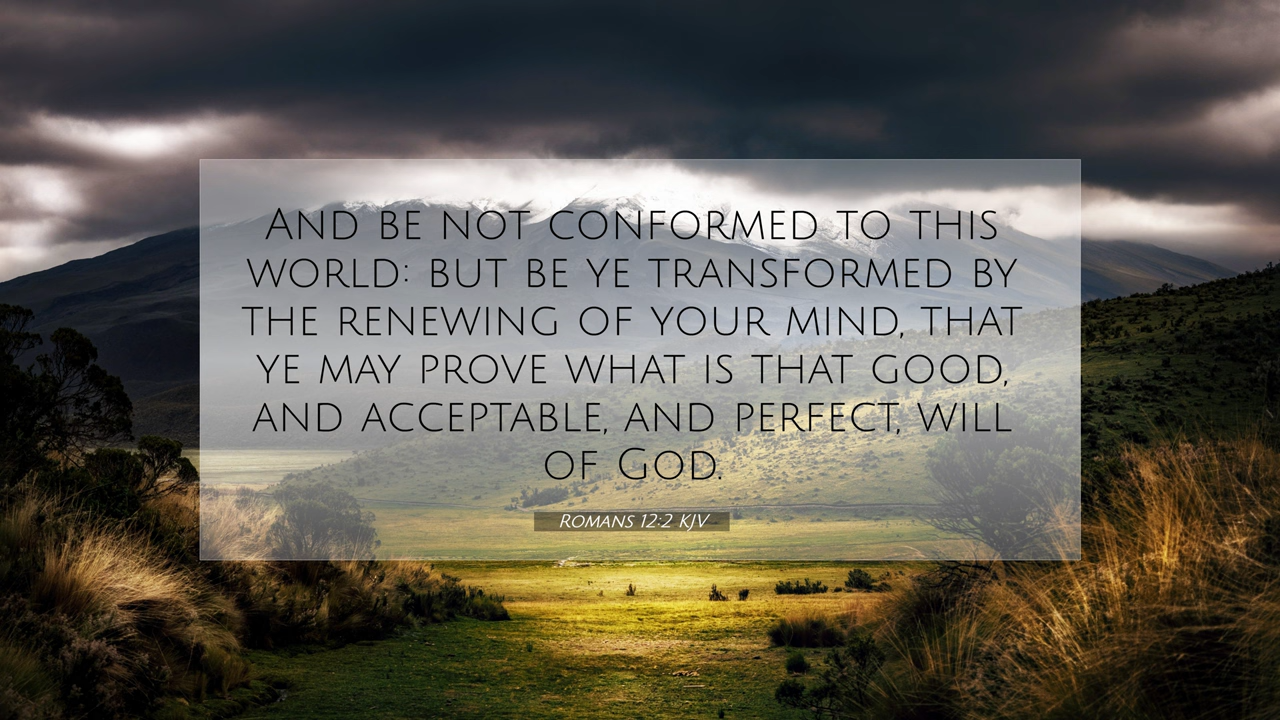 And be not conformed to this
world: but be ye transformed by
the renewing of your mind, that
ye may prove what is that good,
and acceptable, and perfect, will
of God.
Romans 12:2 KJV